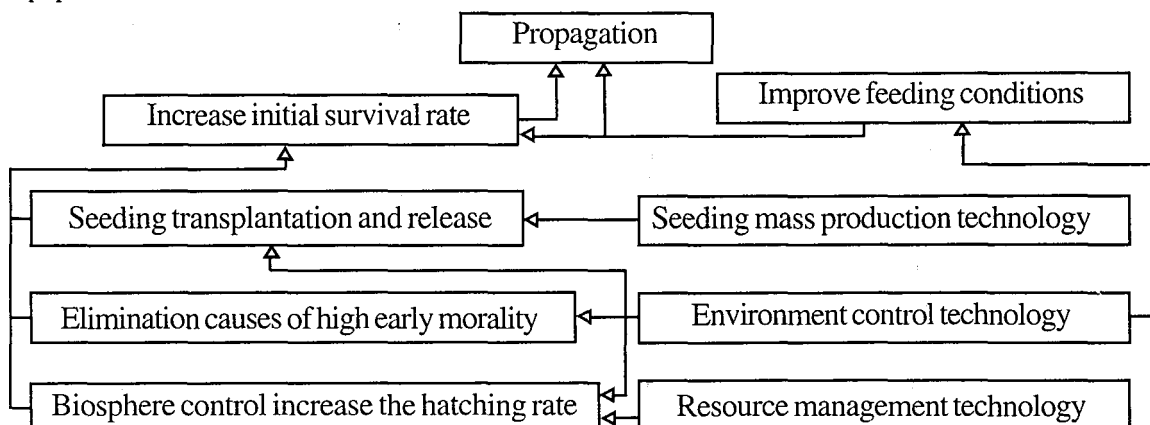 Propagation
Increase initial survival rate
Improve feeding conditions
Seeding transplantation and release
Seeding mass production technology
Elimination causes of high early morality
Environment control technology
Biosphere control increase the hatching rate
Resource management technology